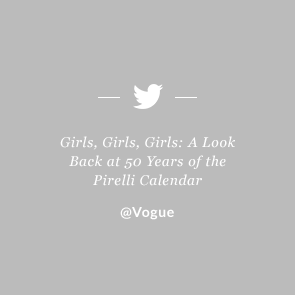 Girls, Girls, Girls: A Look
Back at 50 Years of the
Pirelli Calendar
@Vogue